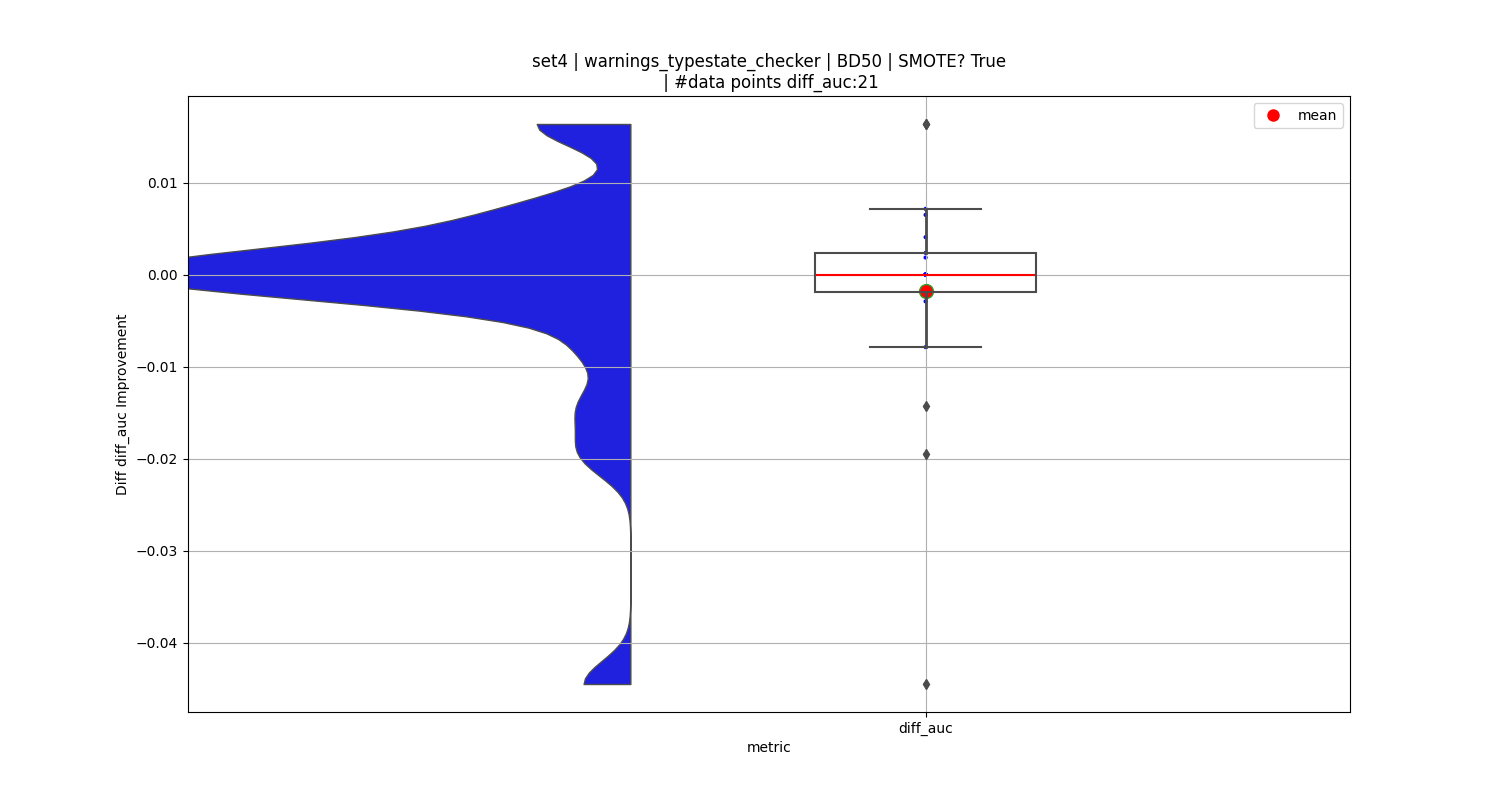 set4 | warnings_typestate_checker | BD50 | SMOTE? True
| #data points diff_auc:21
mean
0.01
0.00
−0.01
−0.02
−0.03
−0.04
Diff diff_auc Improvement
diff_auc
metric